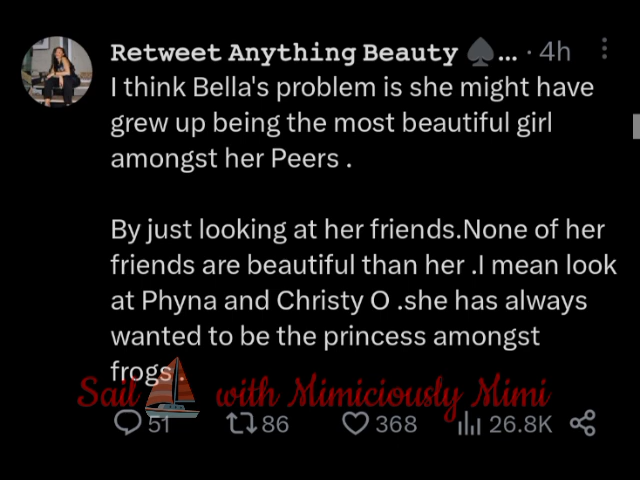 Retweet Anything Beauty ♠... · 4h
I think Bella's problem is she might have
grew up being the most beautiful girl
amongst her Peers .
By just looking at her friends.None of her
friends are beautiful than her .I mean look
at Phyna and Christy O .she has always
wanted to be the princess amongst
frogs .
Sail with Mimiciously Mimi
51 86 368 26.8K